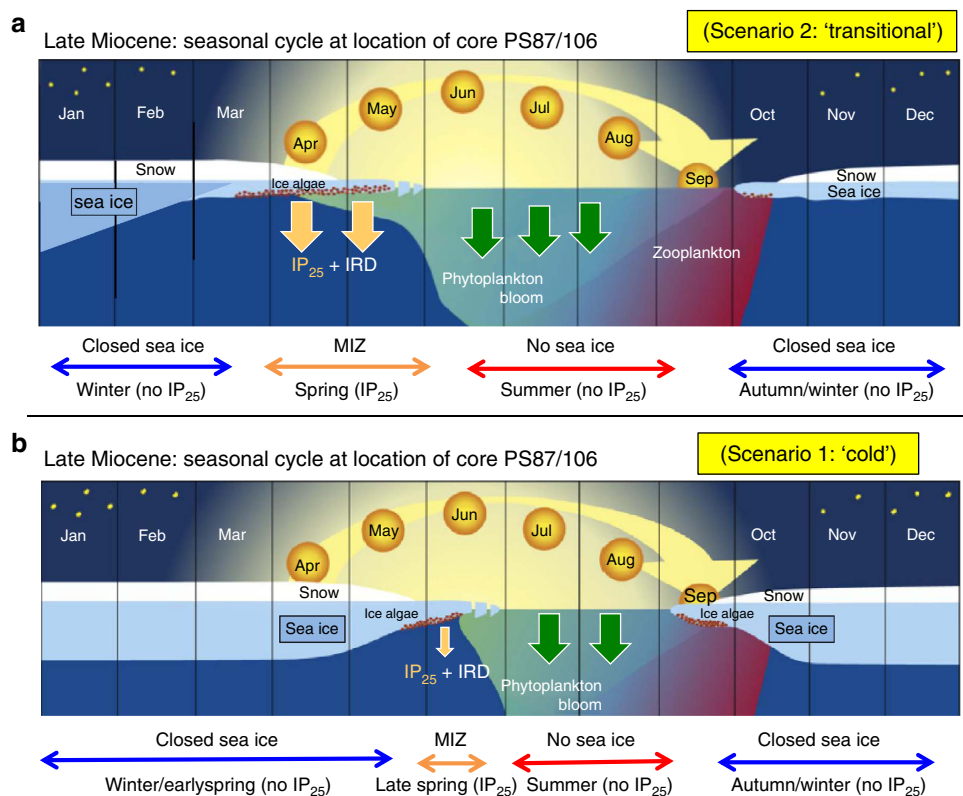 a
Late Miocene: seasonal cycle at location of core PS87/106
(Scenario 2: ‘transitional’)
Jan
Feb
Mar
Apr
May
Jun
Jul
Aug
Sep
Oct
Nov
Dec
Snow
sea ice
Ice algae
IP25 + IRD
Phytoplankton
bloom
Zooplankton
Snow
Sea ice
Closed sea ice
MIZ
No sea ice
Closed sea ice
Winter (no IP25)
Spring (IP25)
Summer (no IP25)
Autumn/winter (no IP25)
b
Late Miocene: seasonal cycle at location of core PS87/106
(Scenario 1: ‘cold’)
Jan
Feb
Mar
Apr
May
Jun
Jul
Aug
Sep
Oct
Nov
Dec
Snow
Sea ice
Ice algae
IP25 + IRD
Phytoplankton
bloom
Snow
Ice algae
Sea ice
Closed sea ice
MIZ
No sea ice
Closed sea ice
Winter/earlyspring (no IP25)
Late spring (IP25)
Summer (no IP25)
Autumn/winter (no IP25)